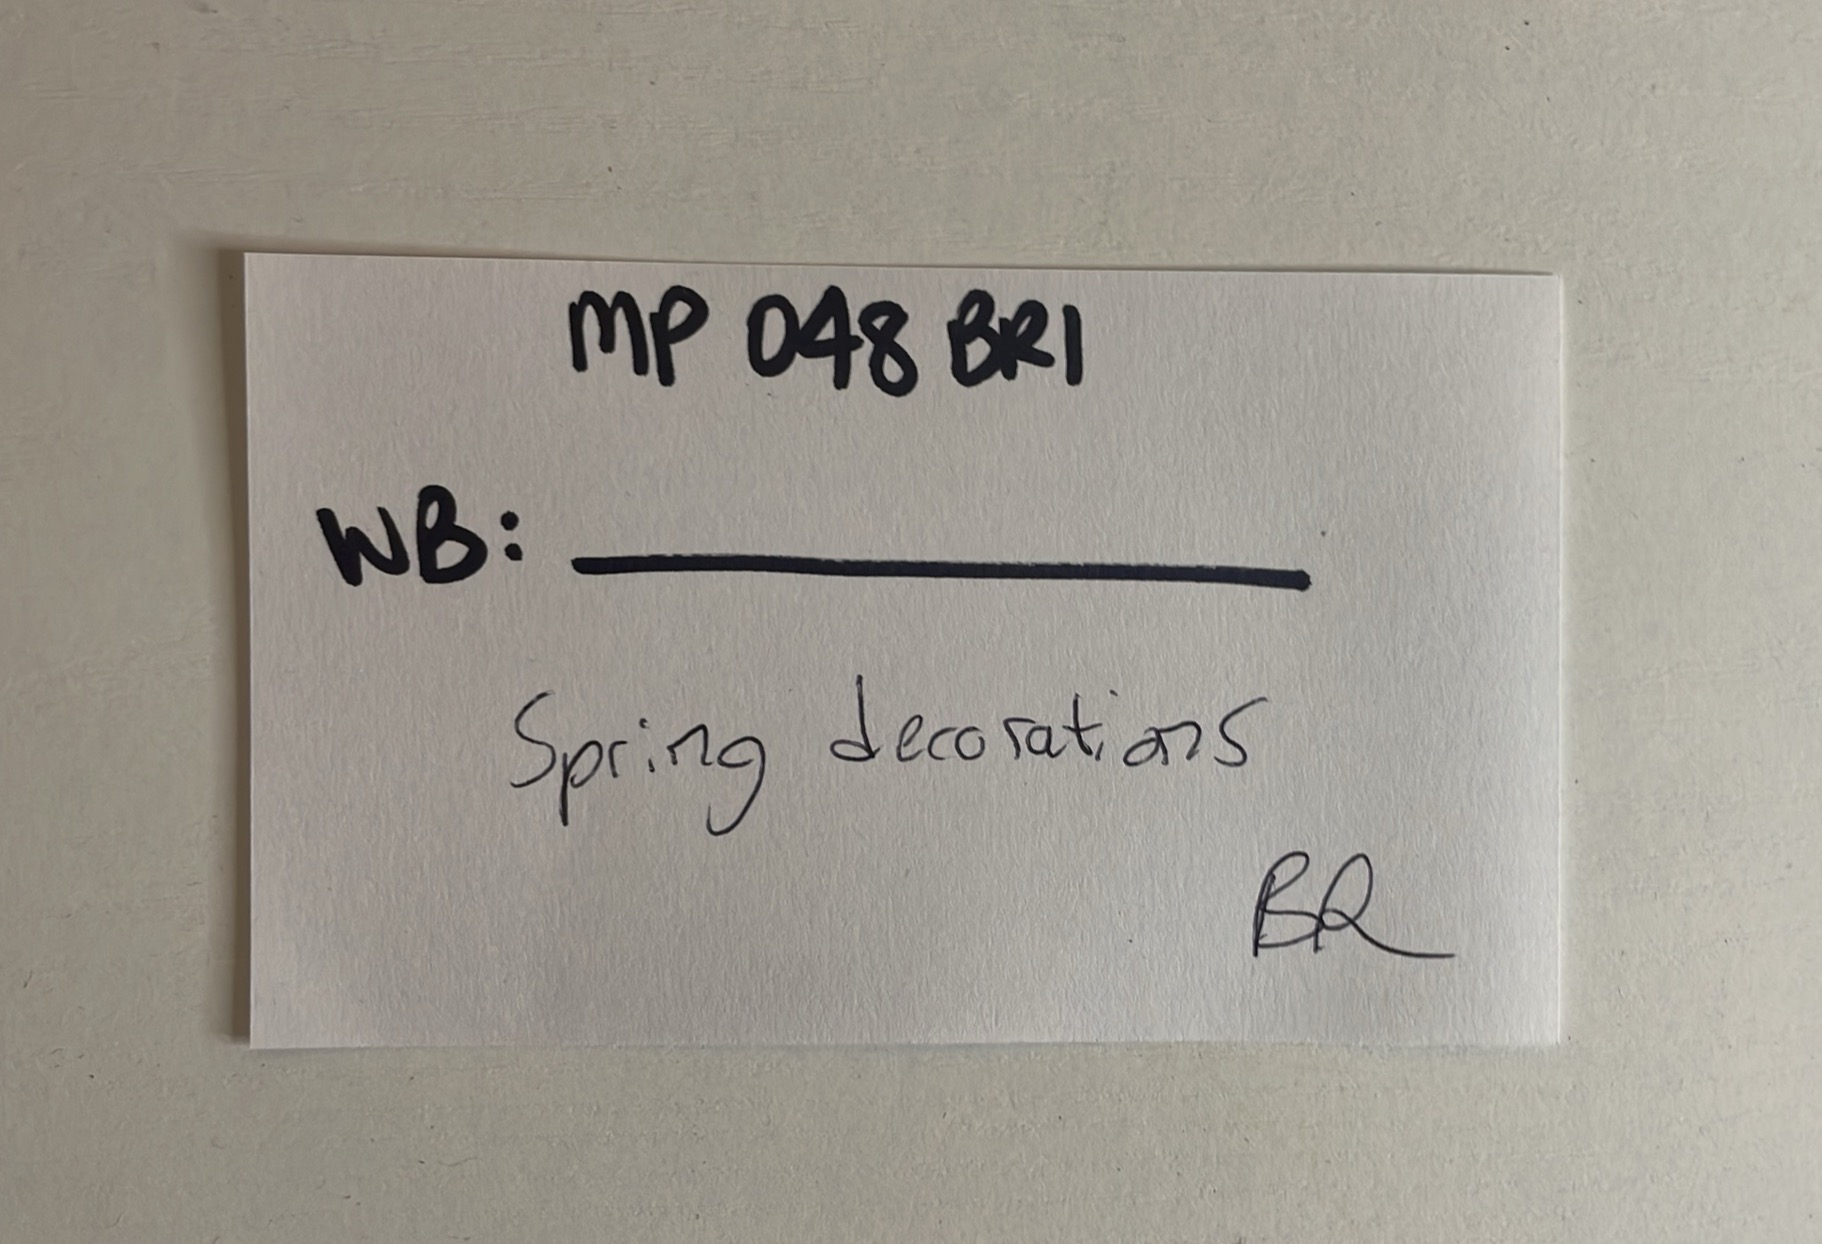 MP 048 BR1
WB:
Spring decorations
BR